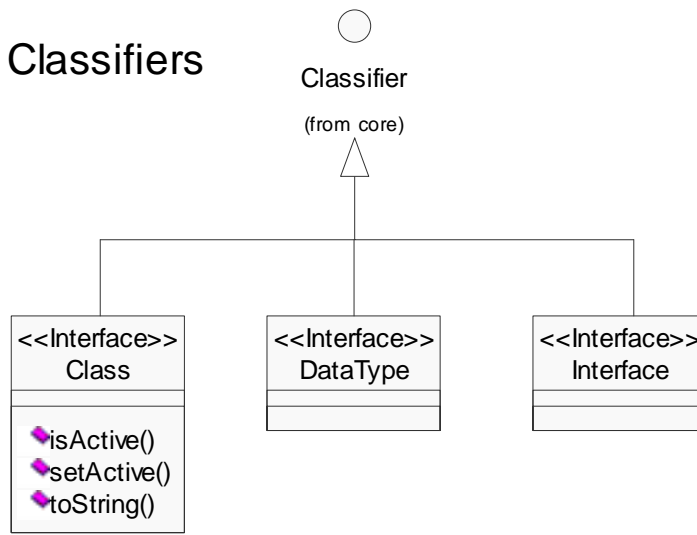 Classifiers
Classifier
(from core)
<<Interface>>
Class
isActive()
setActive()
toString()
<<Interface>>
DataType
<<Interface>>
Interface